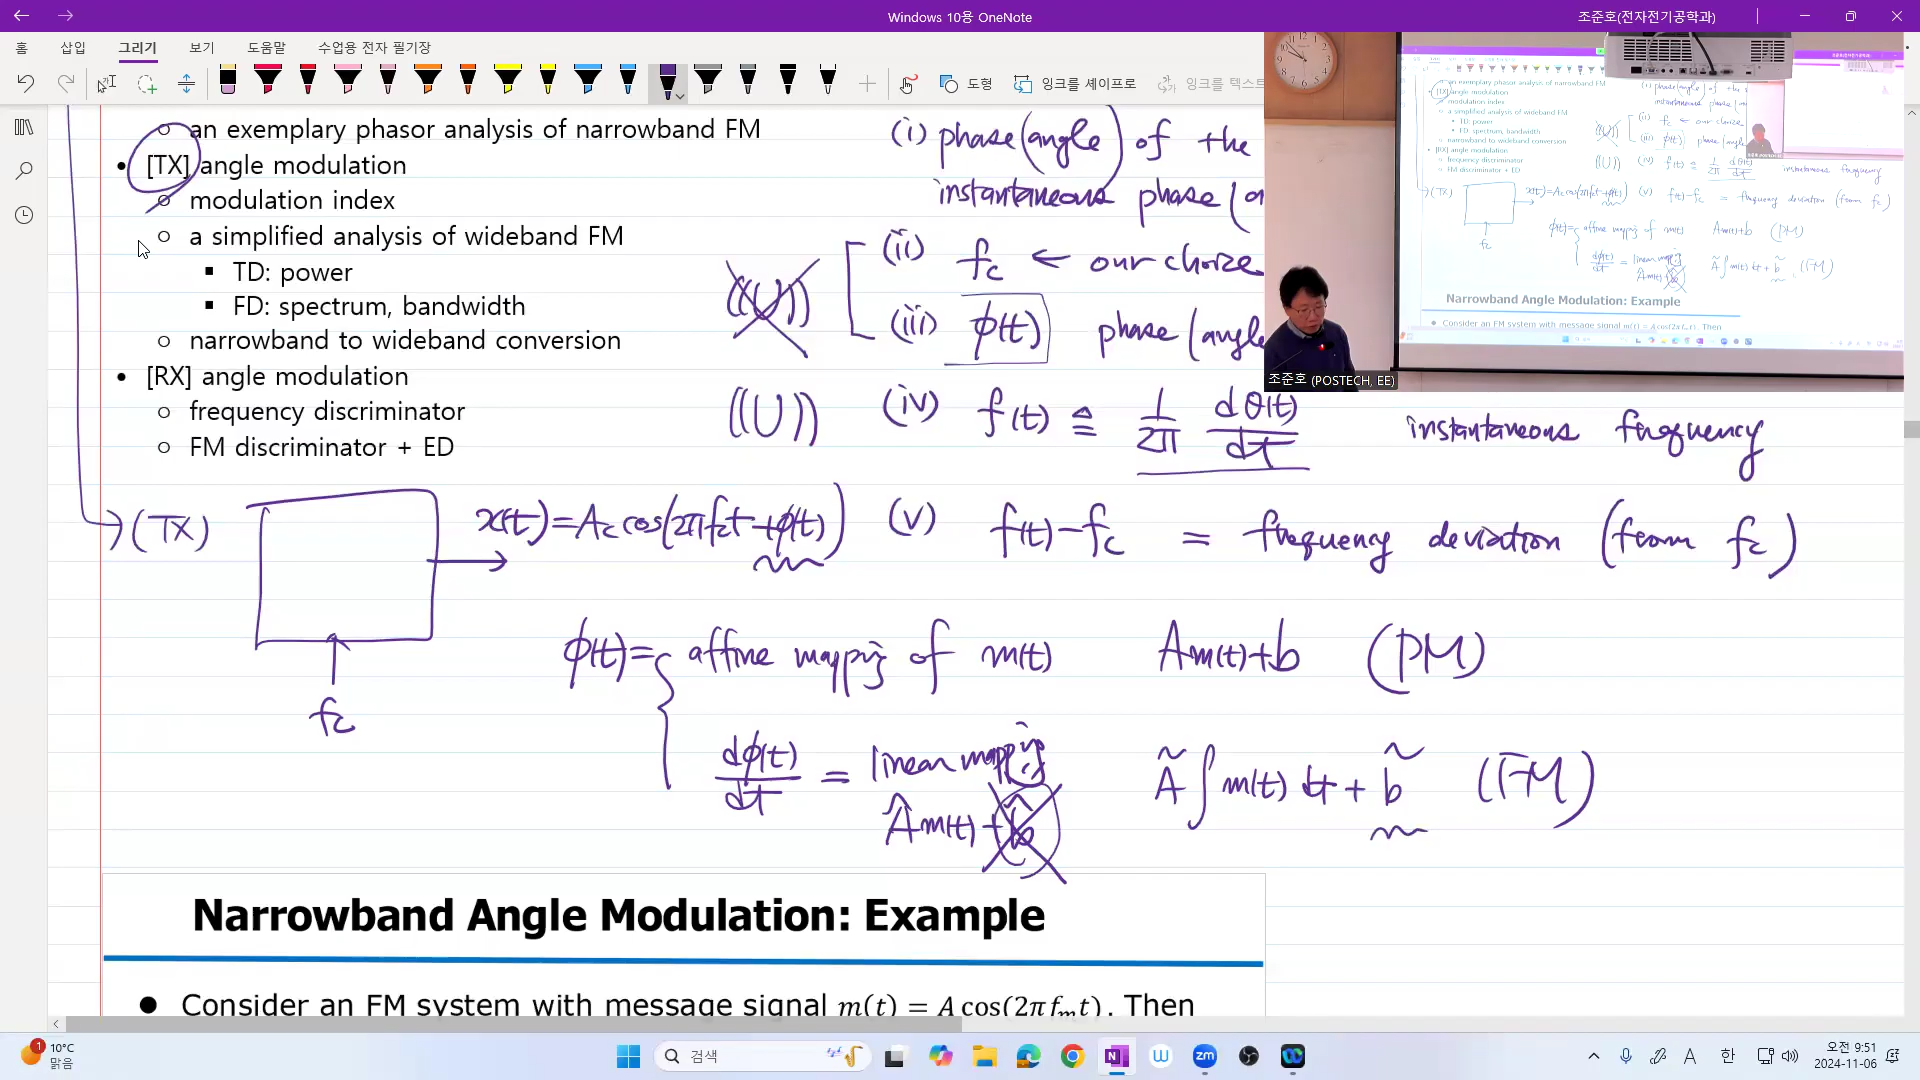 Windows 10용 OneNote
조준호(전자전기공학과)
홈 삽입 그리기 보기 도움말 수업용 전자 필기장
도형 잉크를 셰이프로 잉크를 텍스트
an exemplary phasor analysis of narrowband FM
[TX] angle modulation
modulation index
a simplified analysis of wideband FM
TD: power
FD: spectrum, bandwidth
narrowband to wideband conversion
[RX] angle modulation
frequency discriminator
FM discriminator + ED
(i) phase (angle) of the
instantaneous phase (a
(ii) fc ← our choice
((U)) (iii) φ(t) phase (angle
조준호 (POSTECH, EE)
((U)) (iv) f(t) ≜ 1/2π dθ(t)/dt instantaneous frequency
(TX) x(t)=Ac cos(2πfct+φ(t)) (v) f(t)-fc = frequency deviation (from fc)
fc
φ(t)= { affine mapping of m(t) Am(t)+b (PM)
dφ(t)/dt = linear mapping Ã∫m(t) dt + b̃ (FM)
Âm(t)+b̂
Narrowband Angle Modulation: Example
Consider an FM system with message signal m(t) = A cos(2πfmt). Then
10°C
맑음
검색
한
오전 9:51
2024-11-06